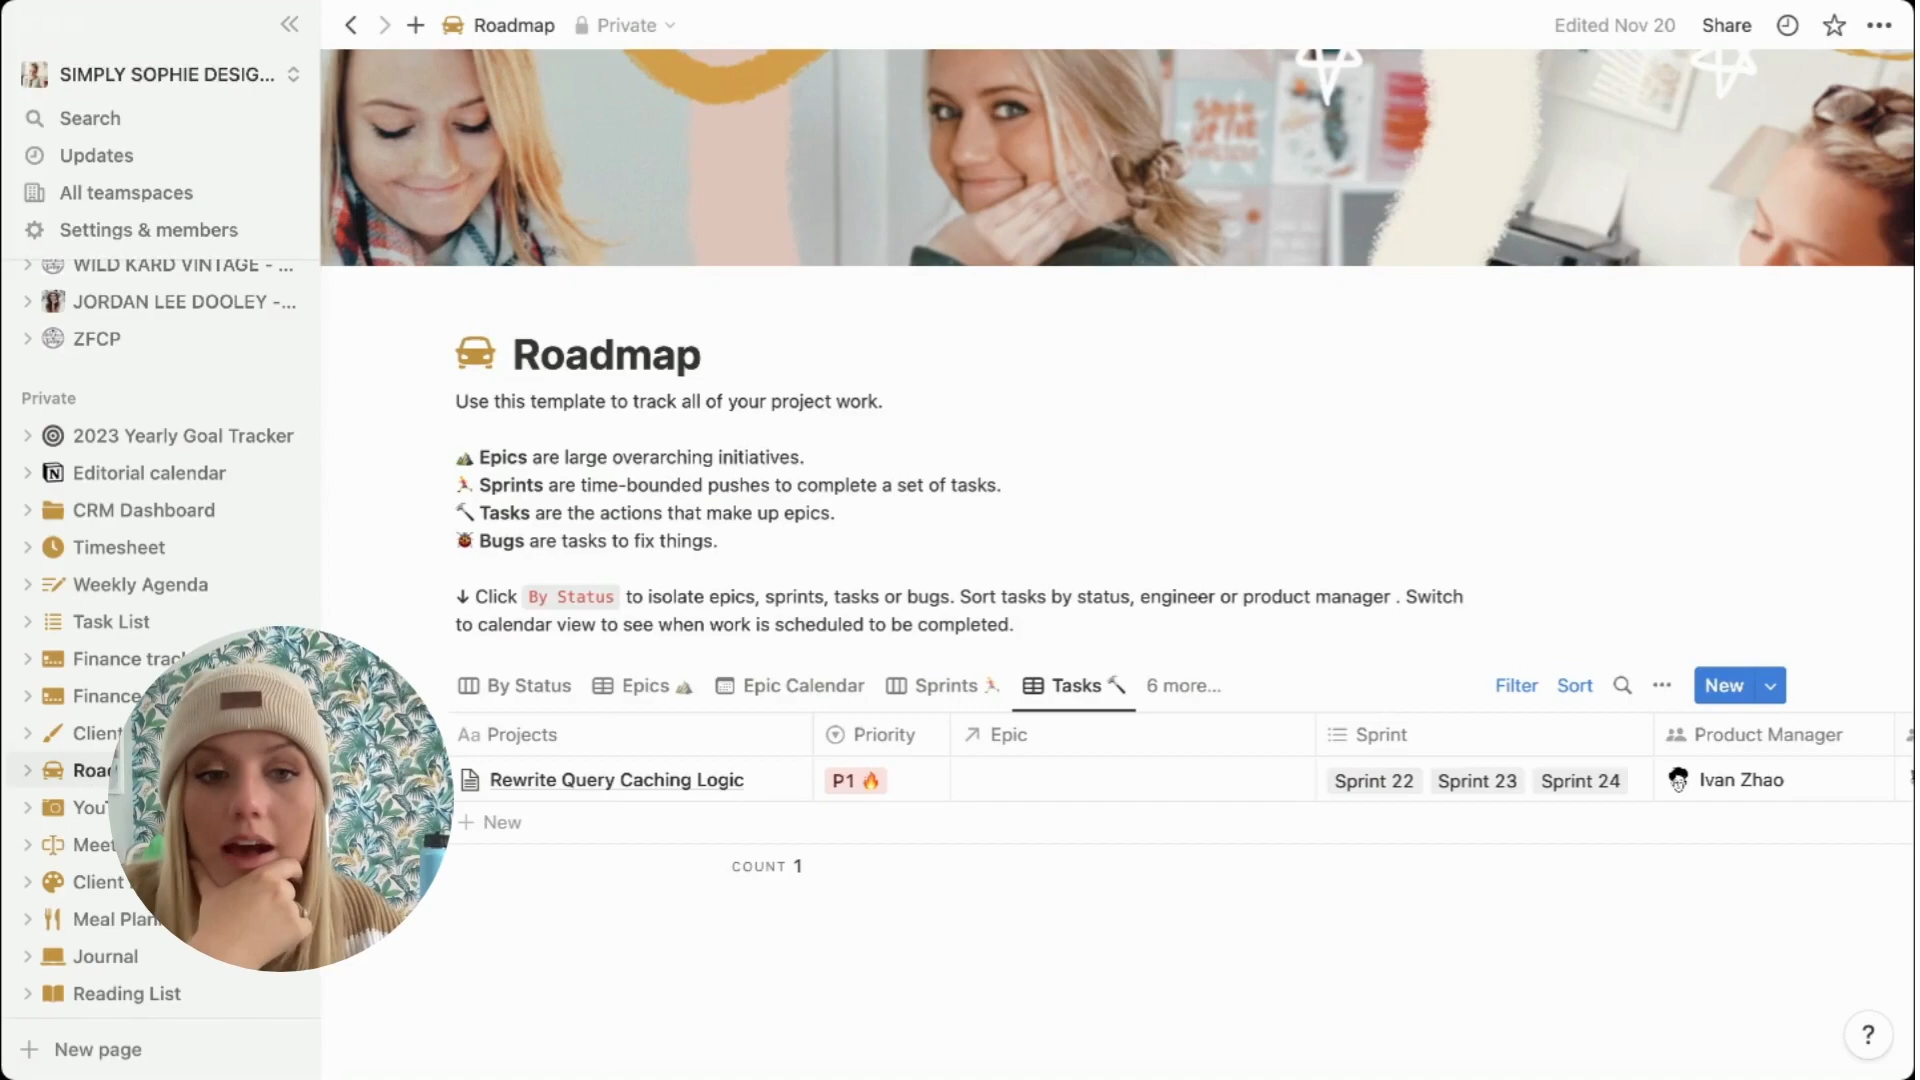 SIMPLY SOPHIE DESIG...
Search
Updates
All teamspaces
Settings & members
WILD KARD VINTAGE - ...
JORDAN LEE DOOLEY -...
ZFCP
Private
2023 Yearly Goal Tracker
Editorial calendar
CRM Dashboard
Timesheet
Weekly Agenda
Task List
Finance trac
Finance
Client
Road
YouT
Meet
Client
Meal Plan
Journal
Reading List
New page
Roadmap
Private
Edited Nov 20
Share
Roadmap
Use this template to track all of your project work.
Epics are large overarching initiatives.
Sprints are time-bounded pushes to complete a set of tasks.
Tasks are the actions that make up epics.
Bugs are tasks to fix things.
↓ Click By Status to isolate epics, sprints, tasks or bugs. Sort tasks by status, engineer or product manager . Switch
to calendar view to see when work is scheduled to be completed.
By Status Epics Epic Calendar Sprints Tasks 6 more... Filter Sort New
Aa Projects Priority Epic Sprint Product Manager
Rewrite Query Caching Logic P1 Sprint 22 Sprint 23 Sprint 24 Ivan Zhao
+ New
COUNT 1
?